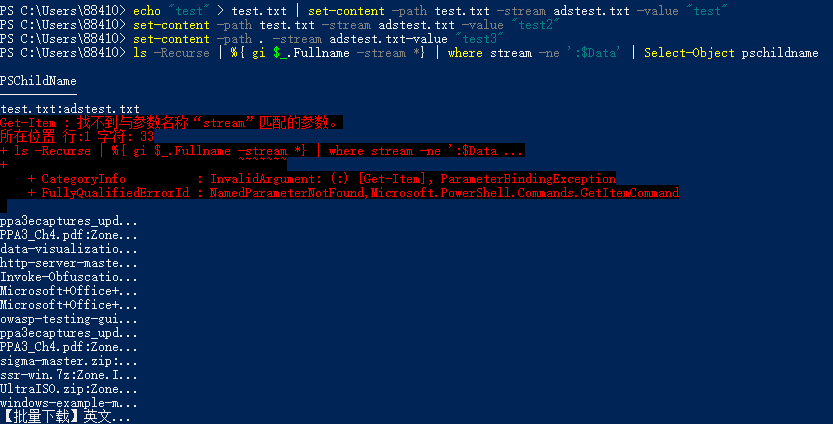 PS C:\Users\88410> echo "test" > test.txt | set-content -path test.txt -stream adstest.txt -value "test"
PS C:\Users\88410> set-content -path test.txt -stream adstest.txt -value "test2"
PS C:\Users\88410> set-content -path . -stream adstest.txt-value "test3"
PS C:\Users\88410> ls -Recurse | %{ gi $_.Fullname -stream *} | where stream -ne ':$Data' | Select-Object pschildname
PSChildName
-----------
test.txt:adstest.txt
Get-Item : 找不到与参数名称“stream”匹配的参数。
所在位置 行:1 字符: 33
+ ls -Recurse | %{ gi $_.Fullname -stream *} | where stream -ne ':$Data ...
+                                 ~~~~~~~
    + CategoryInfo          : InvalidArgument: (:) [Get-Item], ParameterBindingException
    + FullyQualifiedErrorId : NamedParameterNotFound,Microsoft.PowerShell.Commands.GetItemCommand
ppa3ecaptures_upd...
PPA3_Ch4.pdf:Zone...
data-visualizatio...
http-server-maste...
Invoke-Obfuscatio...
Microsoft+Office+...
Microsoft+Office+...
owasp-testing-gui...
ppa3ecaptures_upd...
PPA3_Ch4.pdf:Zone...
sigma-master.zip:...
ssr-win.7z:Zone.I...
UltraISO.zip:Zone...
windows-example-m...
【批量下载】英文...